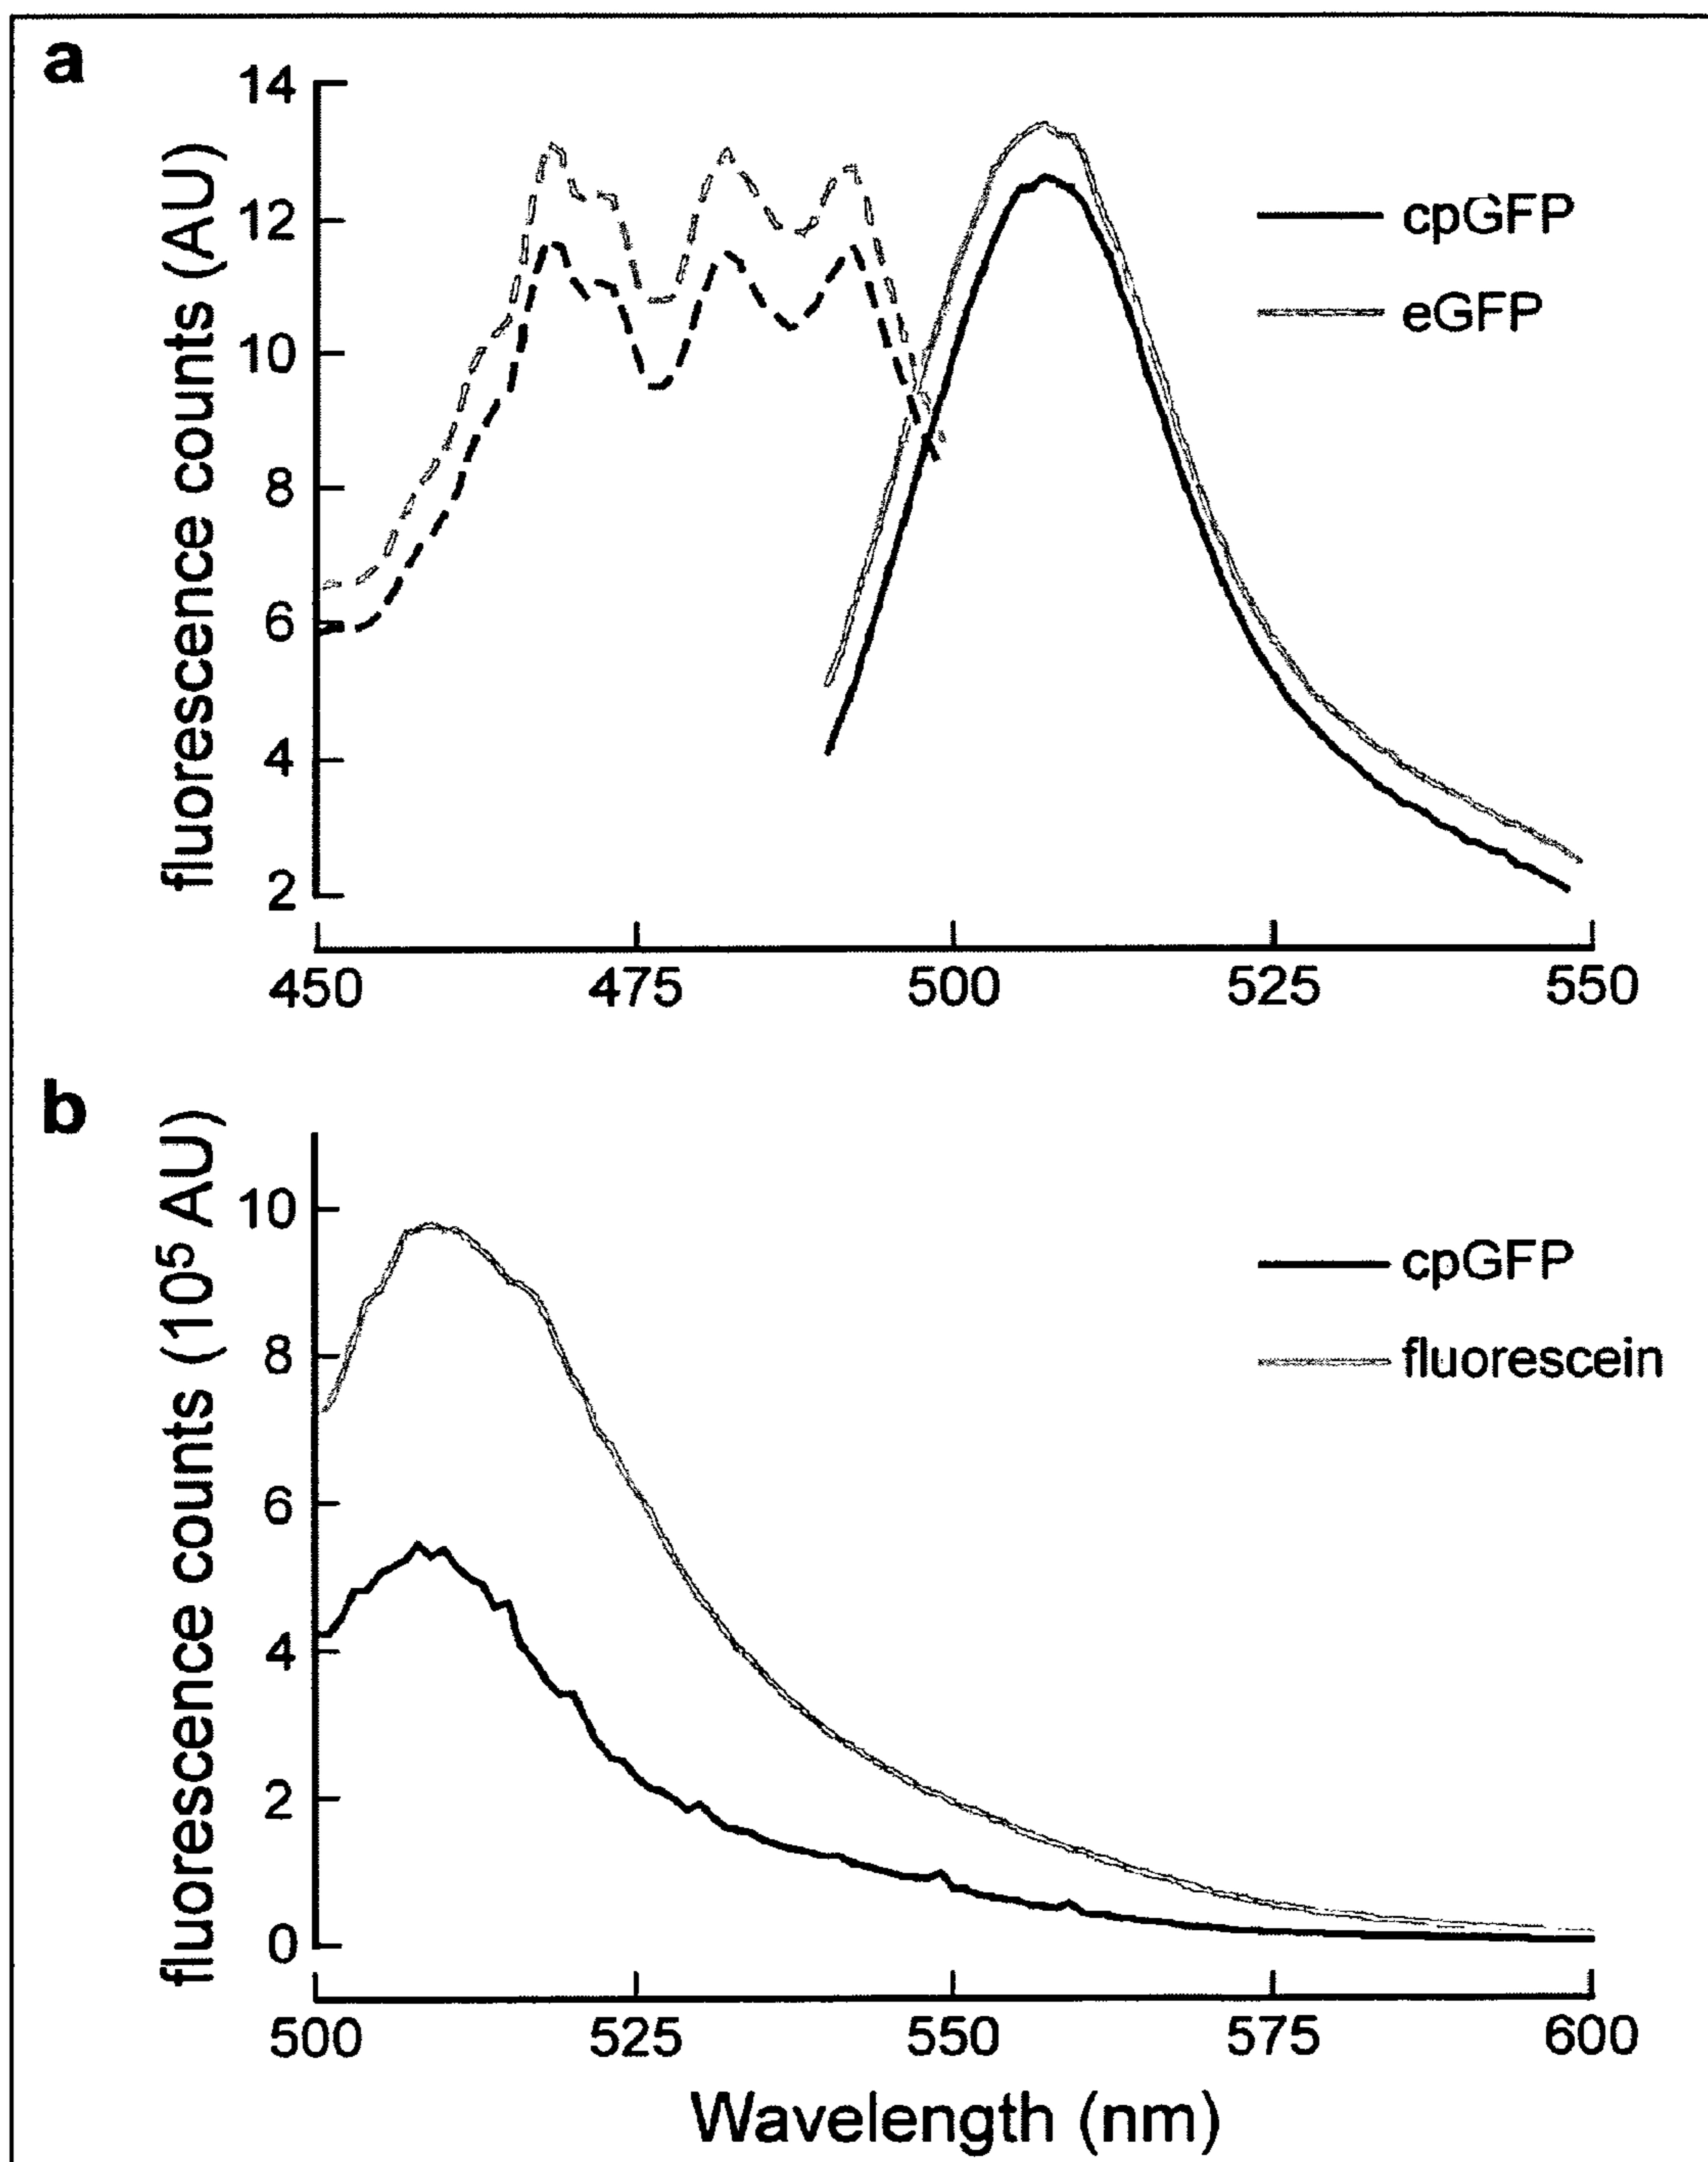 a
fluorescence counts (AU)
14
12
10
8
6
4
2
450 475 500 525 550
cpGFP
eGFP
b
fluorescence counts (10⁵ AU)
10
8
6
4
2
0
500 525 550 575 600
cpGFP
fluorescein
Wavelength (nm)